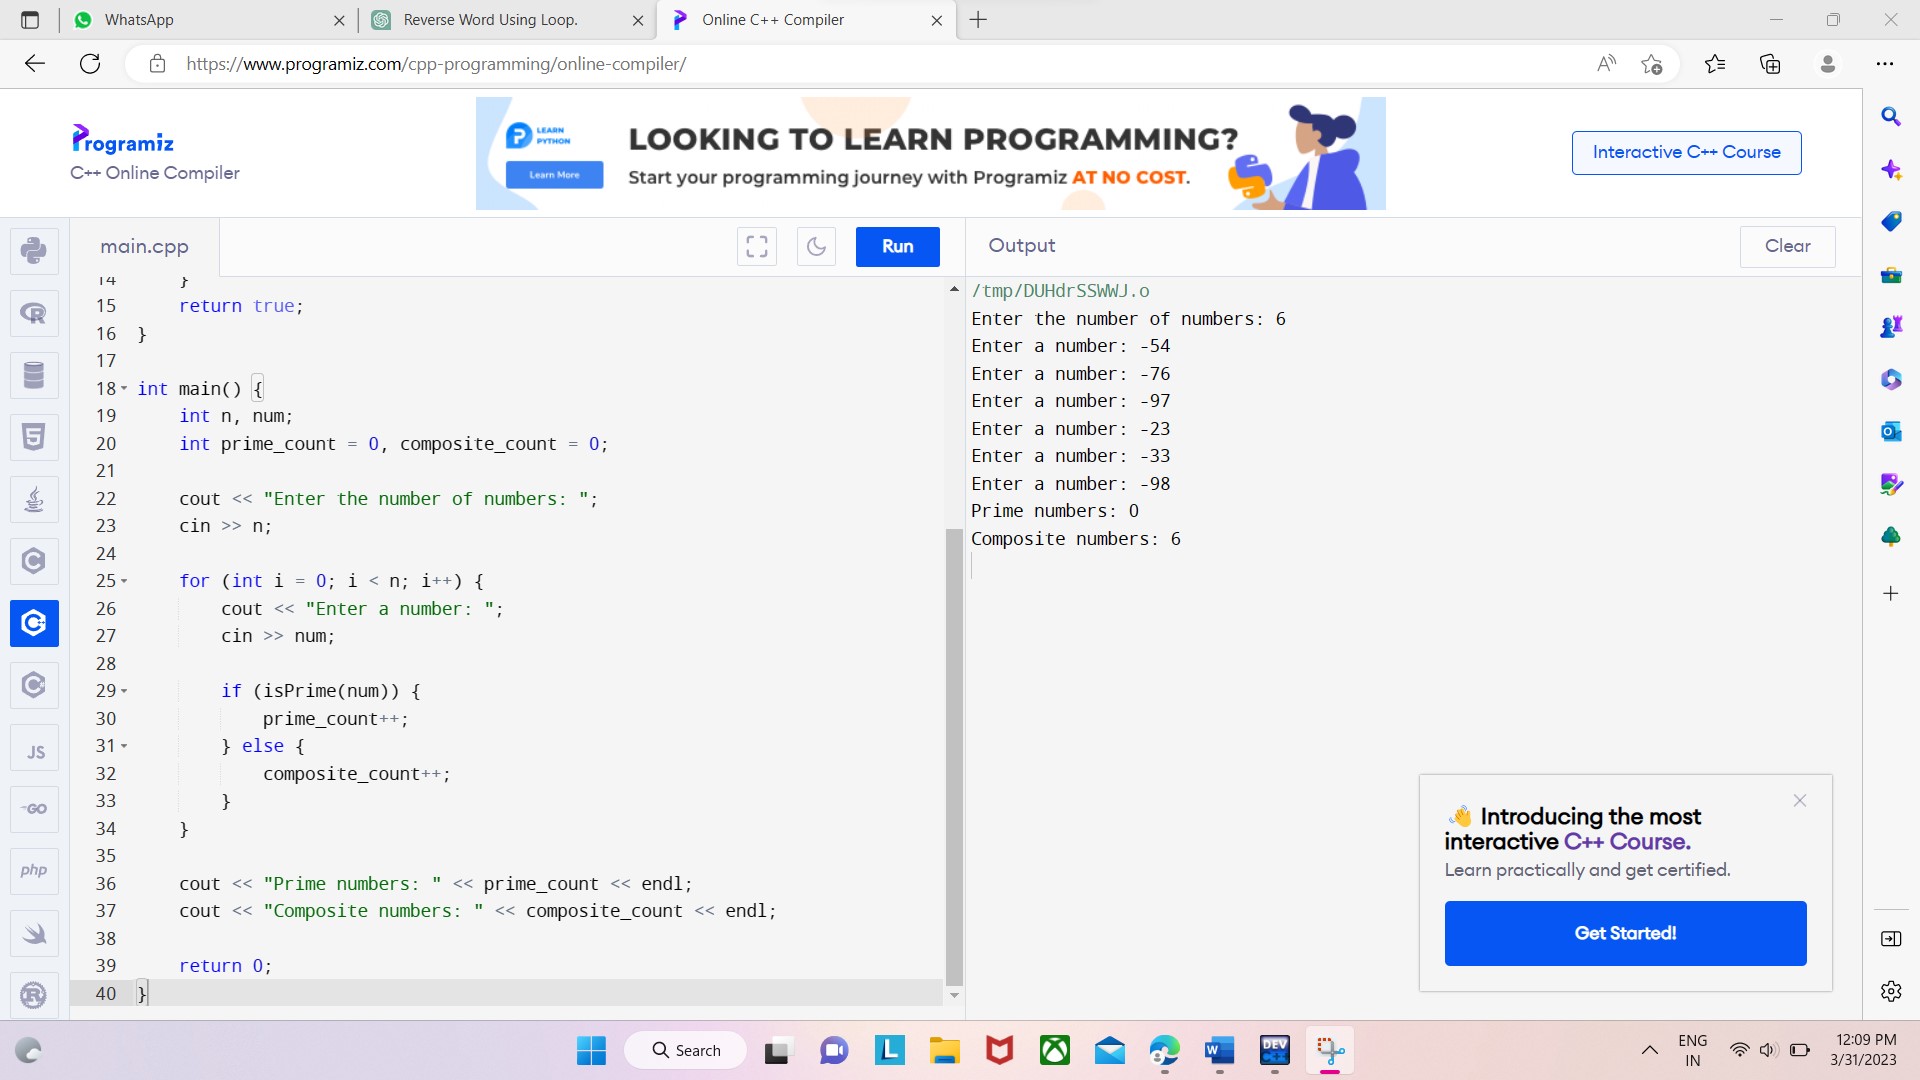 WhatsApp
Reverse Word Using Loop.
Online C++ Compiler
https://www.programiz.com/cpp-programming/online-compiler/
Programiz
C++ Online Compiler
LEARN PYTHON
Learn More
LOOKING TO LEARN PROGRAMMING?
Start your programming journey with Programiz AT NO COST.
Interactive C++ Course
main.cpp
Run
Output
Clear
14     }
15     return true;
16 }
17
18 int main() {
19     int n, num;
20     int prime_count = 0, composite_count = 0;
21
22     cout << "Enter the number of numbers: ";
23     cin >> n;
24
25     for (int i = 0; i < n; i++) {
26         cout << "Enter a number: ";
27         cin >> num;
28
29         if (isPrime(num)) {
30             prime_count++;
31         } else {
32             composite_count++;
33         }
34     }
35
36     cout << "Prime numbers: " << prime_count << endl;
37     cout << "Composite numbers: " << composite_count << endl;
38
39     return 0;
40 }
/tmp/DUHdrSSWWJ.o
Enter the number of numbers: 6
Enter a number: -54
Enter a number: -76
Enter a number: -97
Enter a number: -23
Enter a number: -33
Enter a number: -98
Prime numbers: 0
Composite numbers: 6
JS
GO
php
👋 Introducing the most
interactive C++ Course.
Learn practically and get certified.
Get Started!
Search
DEV
C++
ENG
IN
12:09 PM
3/31/2023